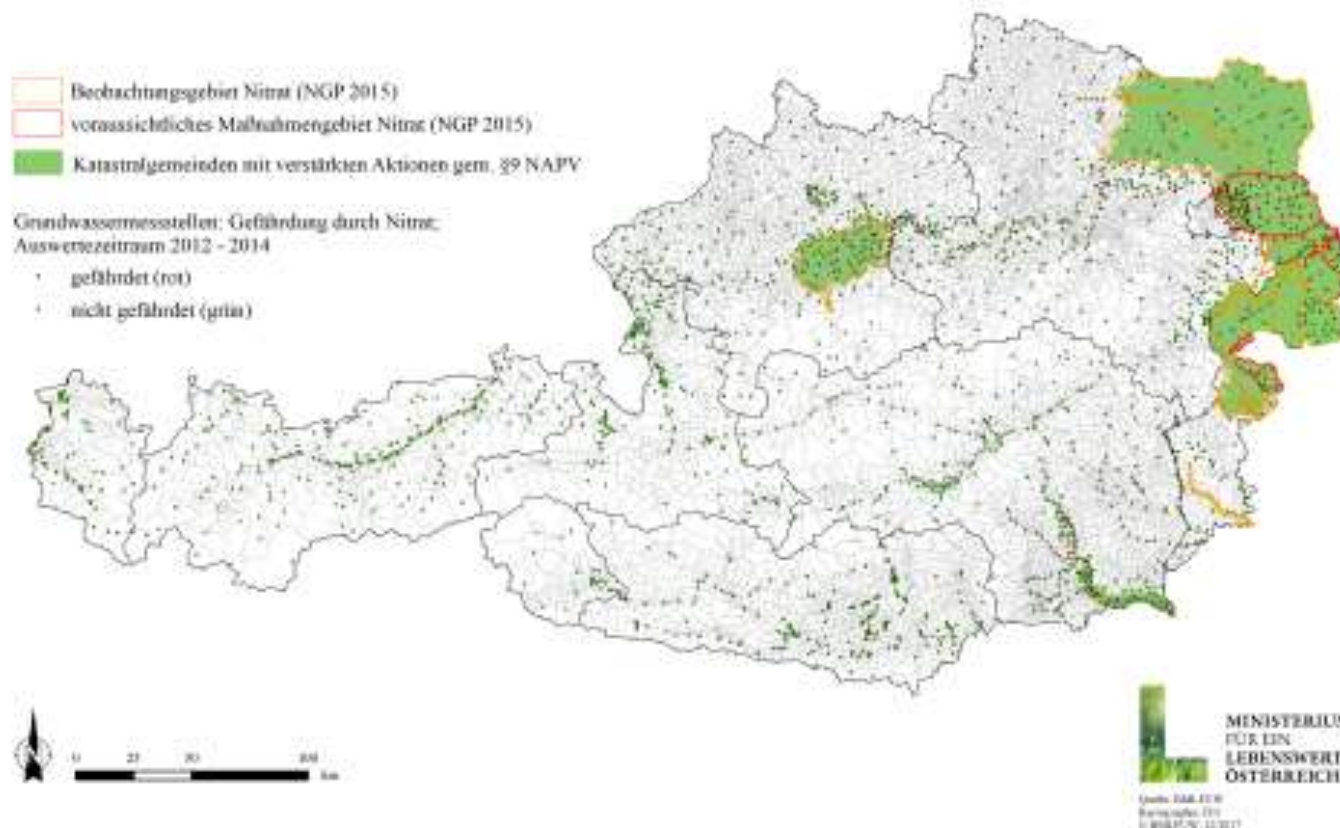 Beobachtungsgebiet Nitrat (NGP 2015)
voraussichtliches Maßnahmengebiet Nitrat (NGP 2015)
Katastralgemeinden mit verstärkten Aktionen gem. §9 NAPV
Grundwassermessstellen: Gefährdung durch Nitrat;
Auswertezeitraum 2012 - 2014
gefährdet (rot)
nicht gefährdet (grün)
0 25 50 100
km
MINISTERIUM
FÜR EIN
LEBENSWERT
ÖSTERREICH